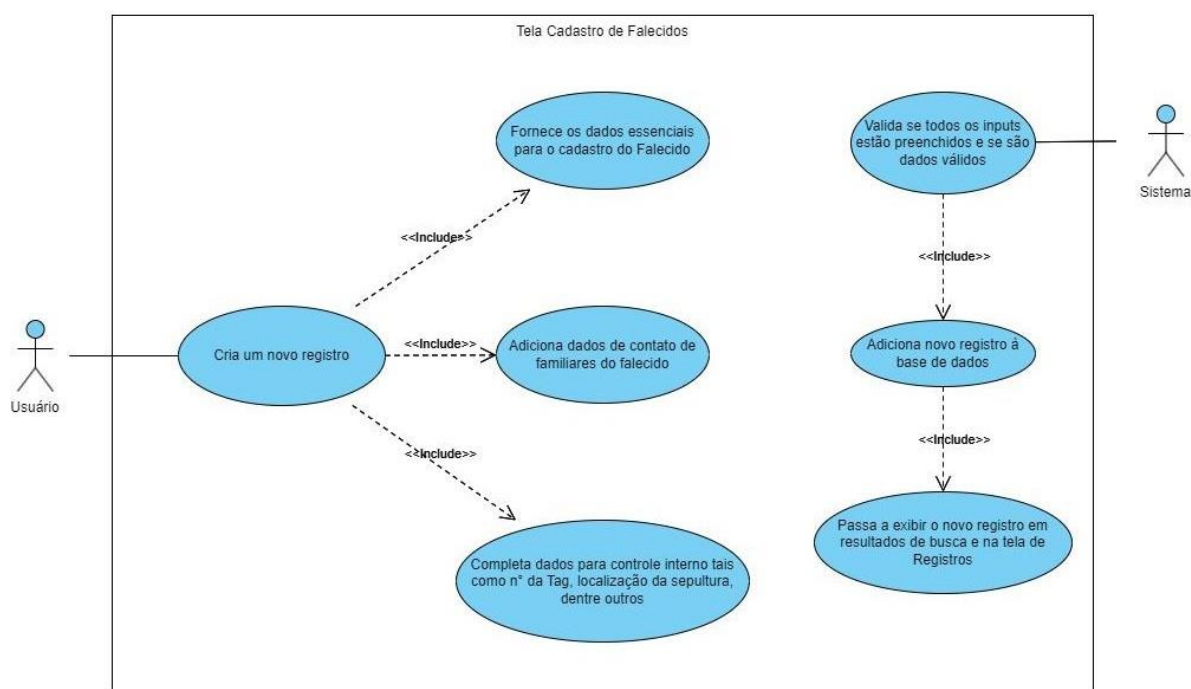 Tela Cadastro de Falecidos
Fornece os dados essenciais
para o cadastro do Falecido
Valida se todos os inputs
estão preenchidos e se são
dados válidos
Sistema
<<Include>>
<<Include>>
Cria um novo registro
<<Include>>
Adiciona dados de contato de
familiares do falecido
Adiciona novo registro á
base de dados
Usuário
<<Include>>
<<Include>>
Completa dados para controle interno tais
como n° da Tag, localização da sepultura,
dentre outros
Passa a exibir o novo registro em
resultados de busca e na tela de
Registros